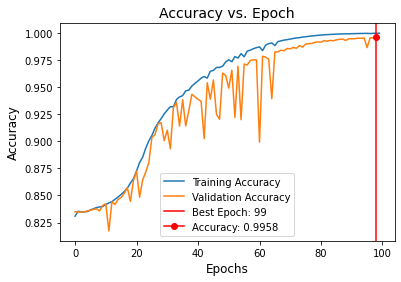 Accuracy vs. Epoch
1.000
0.975
0.950
0.925
0.900
0.875
0.850
0.825
Accuracy
Training Accuracy
Validation Accuracy
Best Epoch: 99
Accuracy: 0.9958
0 20 40 60 80 100
Epochs